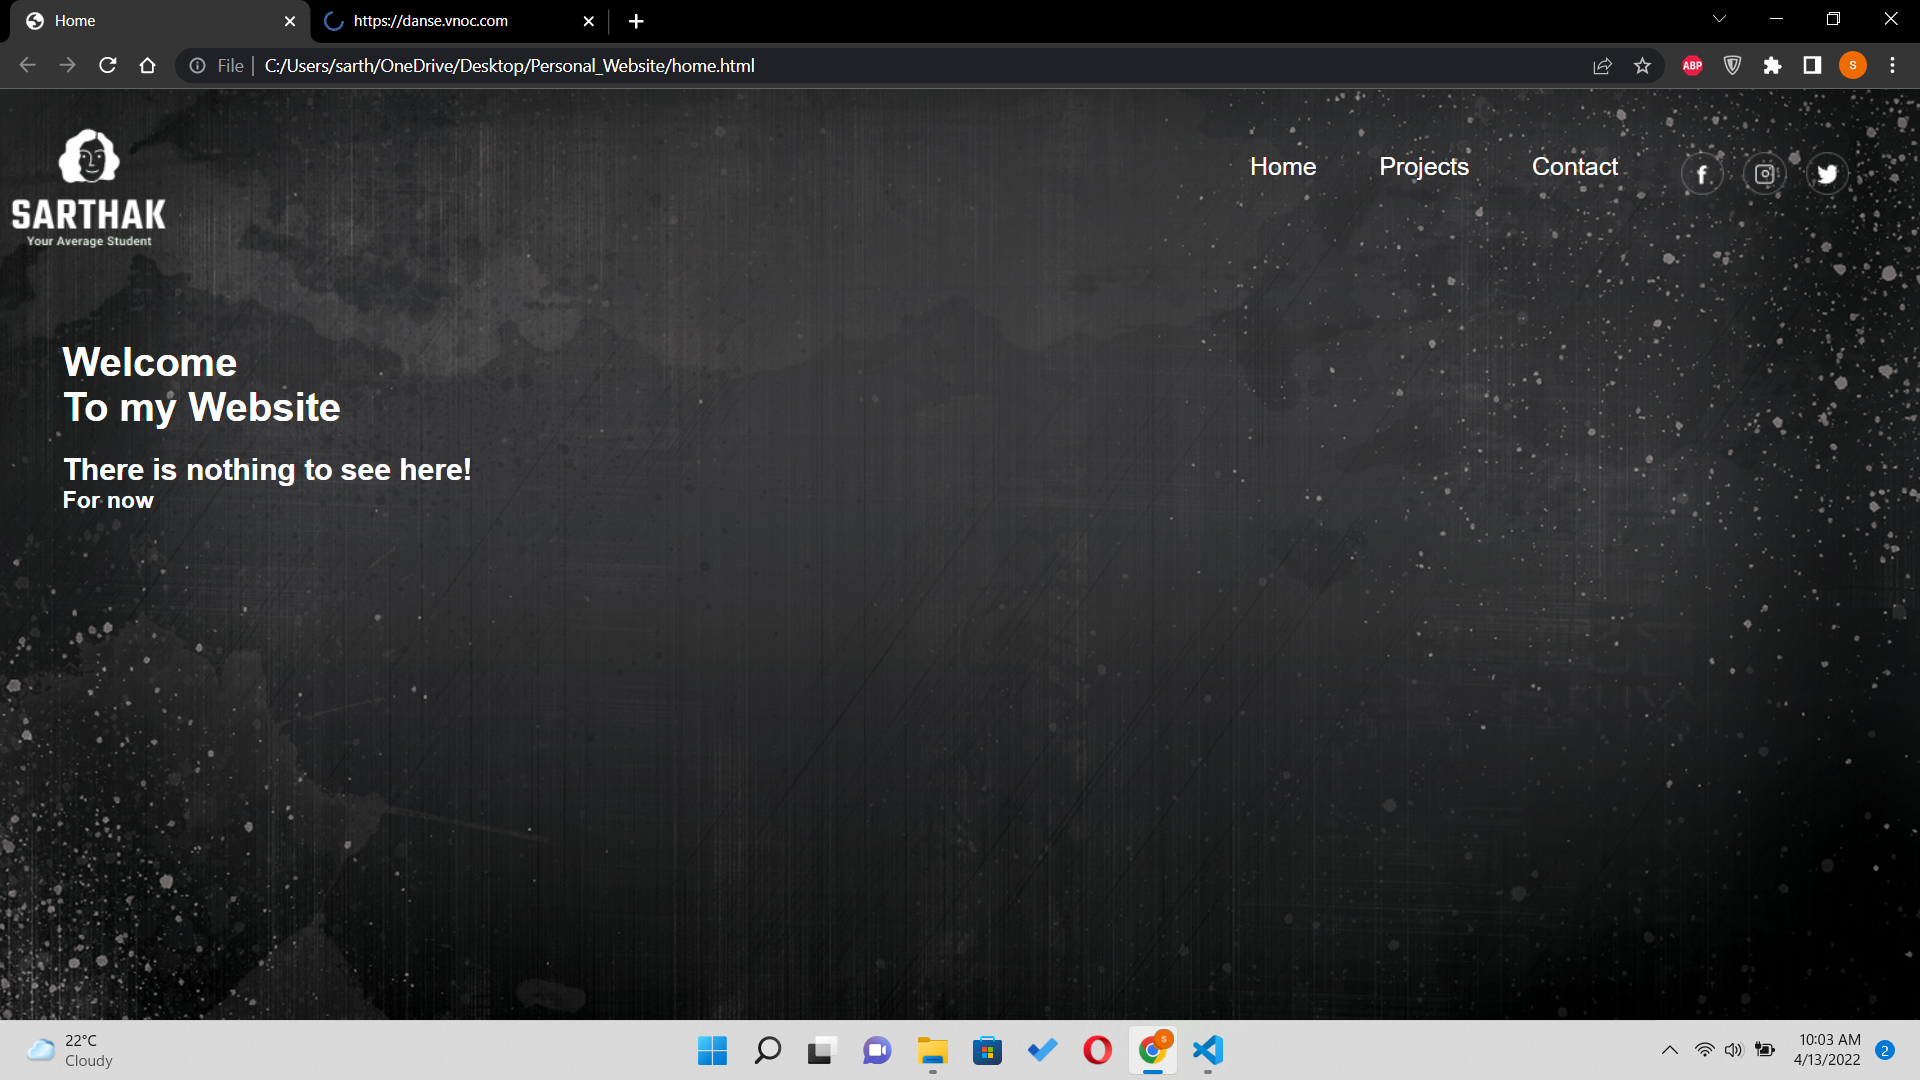 Home
https://danse.vnoc.com
File
C:/Users/sarth/OneDrive/Desktop/Personal_Website/home.html
ABP
S
SARTHAK
Your Average Student
Home
Projects
Contact
Welcome
To my Website
There is nothing to see here!
For now
22°C
Cloudy
S
10:03 AM
4/13/2022
2